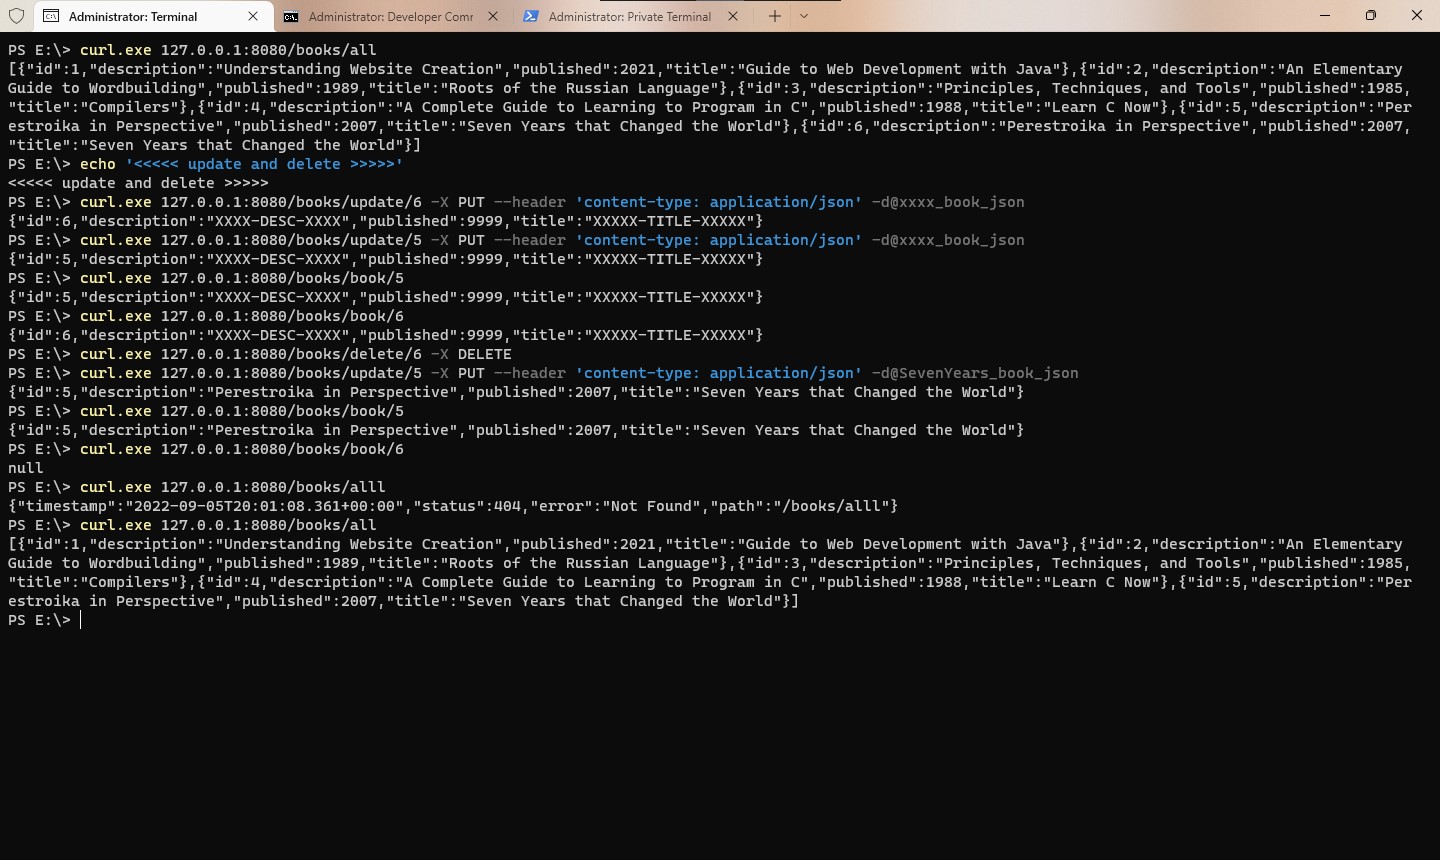 Administrator: Terminal
Administrator: Developer Comr
Administrator: Private Terminal
PS E:\> curl.exe 127.0.0.1:8080/books/all
[{"id":1,"description":"Understanding Website Creation","published":2021,"title":"Guide to Web Development with Java"},{"id":2,"description":"An Elementary
Guide to Wordbuilding","published":1989,"title":"Roots of the Russian Language"},{"id":3,"description":"Principles, Techniques, and Tools","published":1985,
"title":"Compilers"},{"id":4,"description":"A Complete Guide to Learning to Program in C","published":1988,"title":"Learn C Now"},{"id":5,"description":"Per
estroika in Perspective","published":2007,"title":"Seven Years that Changed the World"},{"id":6,"description":"Perestroika in Perspective","published":2007,
"title":"Seven Years that Changed the World"}]
PS E:\> echo '<<<<< update and delete >>>>>'
<<<<< update and delete >>>>>
PS E:\> curl.exe 127.0.0.1:8080/books/update/6 -X PUT --header 'content-type: application/json' -d@xxxx_book_json
{"id":6,"description":"XXXX-DESC-XXXX","published":9999,"title":"XXXXX-TITLE-XXXXX"}
PS E:\> curl.exe 127.0.0.1:8080/books/update/5 -X PUT --header 'content-type: application/json' -d@xxxx_book_json
{"id":5,"description":"XXXX-DESC-XXXX","published":9999,"title":"XXXXX-TITLE-XXXXX"}
PS E:\> curl.exe 127.0.0.1:8080/books/book/5
{"id":5,"description":"XXXX-DESC-XXXX","published":9999,"title":"XXXXX-TITLE-XXXXX"}
PS E:\> curl.exe 127.0.0.1:8080/books/book/6
{"id":6,"description":"XXXX-DESC-XXXX","published":9999,"title":"XXXXX-TITLE-XXXXX"}
PS E:\> curl.exe 127.0.0.1:8080/books/delete/6 -X DELETE
PS E:\> curl.exe 127.0.0.1:8080/books/update/5 -X PUT --header 'content-type: application/json' -d@SevenYears_book_json
{"id":5,"description":"Perestroika in Perspective","published":2007,"title":"Seven Years that Changed the World"}
PS E:\> curl.exe 127.0.0.1:8080/books/book/5
{"id":5,"description":"Perestroika in Perspective","published":2007,"title":"Seven Years that Changed the World"}
PS E:\> curl.exe 127.0.0.1:8080/books/book/6
null
PS E:\> curl.exe 127.0.0.1:8080/books/alll
{"timestamp":"2022-09-05T20:01:08.361+00:00","status":404,"error":"Not Found","path":"/books/alll"}
PS E:\> curl.exe 127.0.0.1:8080/books/all
[{"id":1,"description":"Understanding Website Creation","published":2021,"title":"Guide to Web Development with Java"},{"id":2,"description":"An Elementary
Guide to Wordbuilding","published":1989,"title":"Roots of the Russian Language"},{"id":3,"description":"Principles, Techniques, and Tools","published":1985,
"title":"Compilers"},{"id":4,"description":"A Complete Guide to Learning to Program in C","published":1988,"title":"Learn C Now"},{"id":5,"description":"Per
estroika in Perspective","published":2007,"title":"Seven Years that Changed the World"}]
PS E:\>